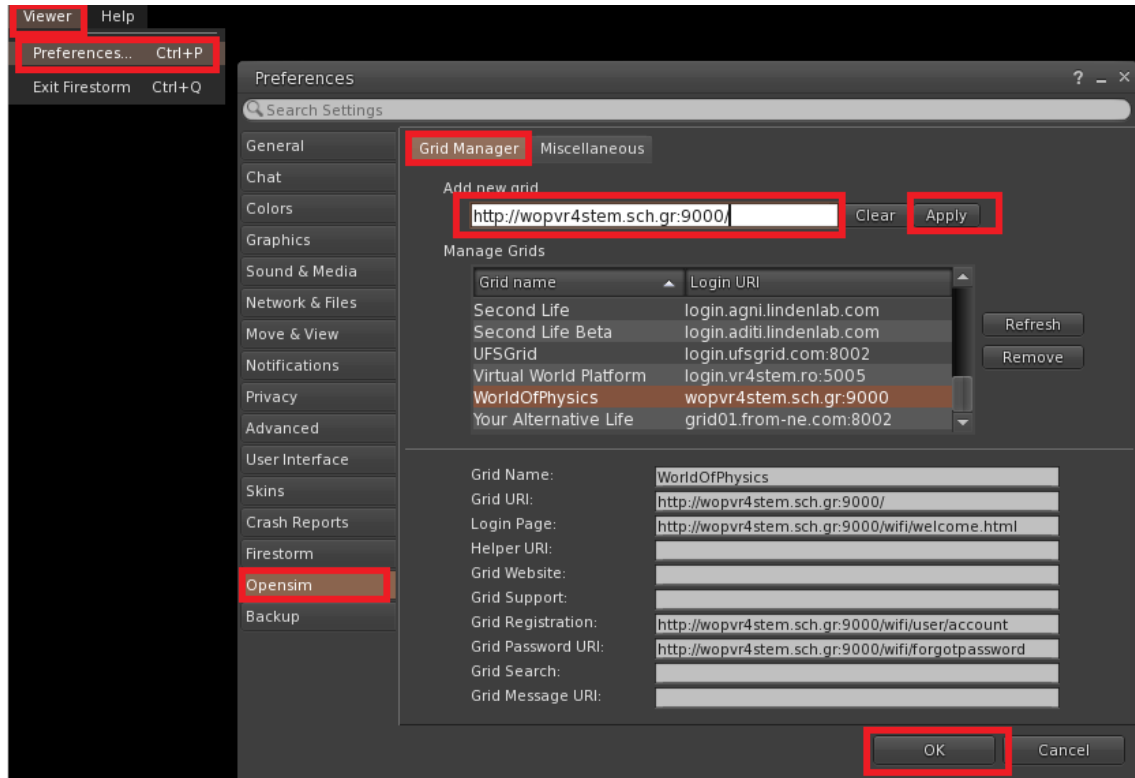 Viewer Help
Preferences... Ctrl+P
Exit Firestorm Ctrl+Q
Preferences ? _ ×
Search Settings
General
Chat
Colors
Graphics
Sound & Media
Network & Files
Move & View
Notifications
Privacy
Advanced
User Interface
Skins
Crash Reports
Firestorm
Opensim
Backup
Grid Manager Miscellaneous
Add new grid
http://wopvr4stem.sch.gr:9000/ Clear Apply
Manage Grids
Grid name Login URI
Second Life login.agni.lindenlab.com
Second Life Beta login.aditi.lindenlab.com
UFSGrid login.ufsgrid.com:8002
Virtual World Platform login.vr4stem.ro:5005
WorldOfPhysics wopvr4stem.sch.gr:9000
Your Alternative Life grid01.from-ne.com:8002
Refresh
Remove
Grid Name: WorldOfPhysics
Grid URI: http://wopvr4stem.sch.gr:9000/
Login Page: http://wopvr4stem.sch.gr:9000/wifi/welcome.html
Helper URI:
Grid Website:
Grid Support:
Grid Registration: http://wopvr4stem.sch.gr:9000/wifi/user/account
Grid Password URI: http://wopvr4stem.sch.gr:9000/wifi/forgotpassword
Grid Search:
Grid Message URI:
OK Cancel